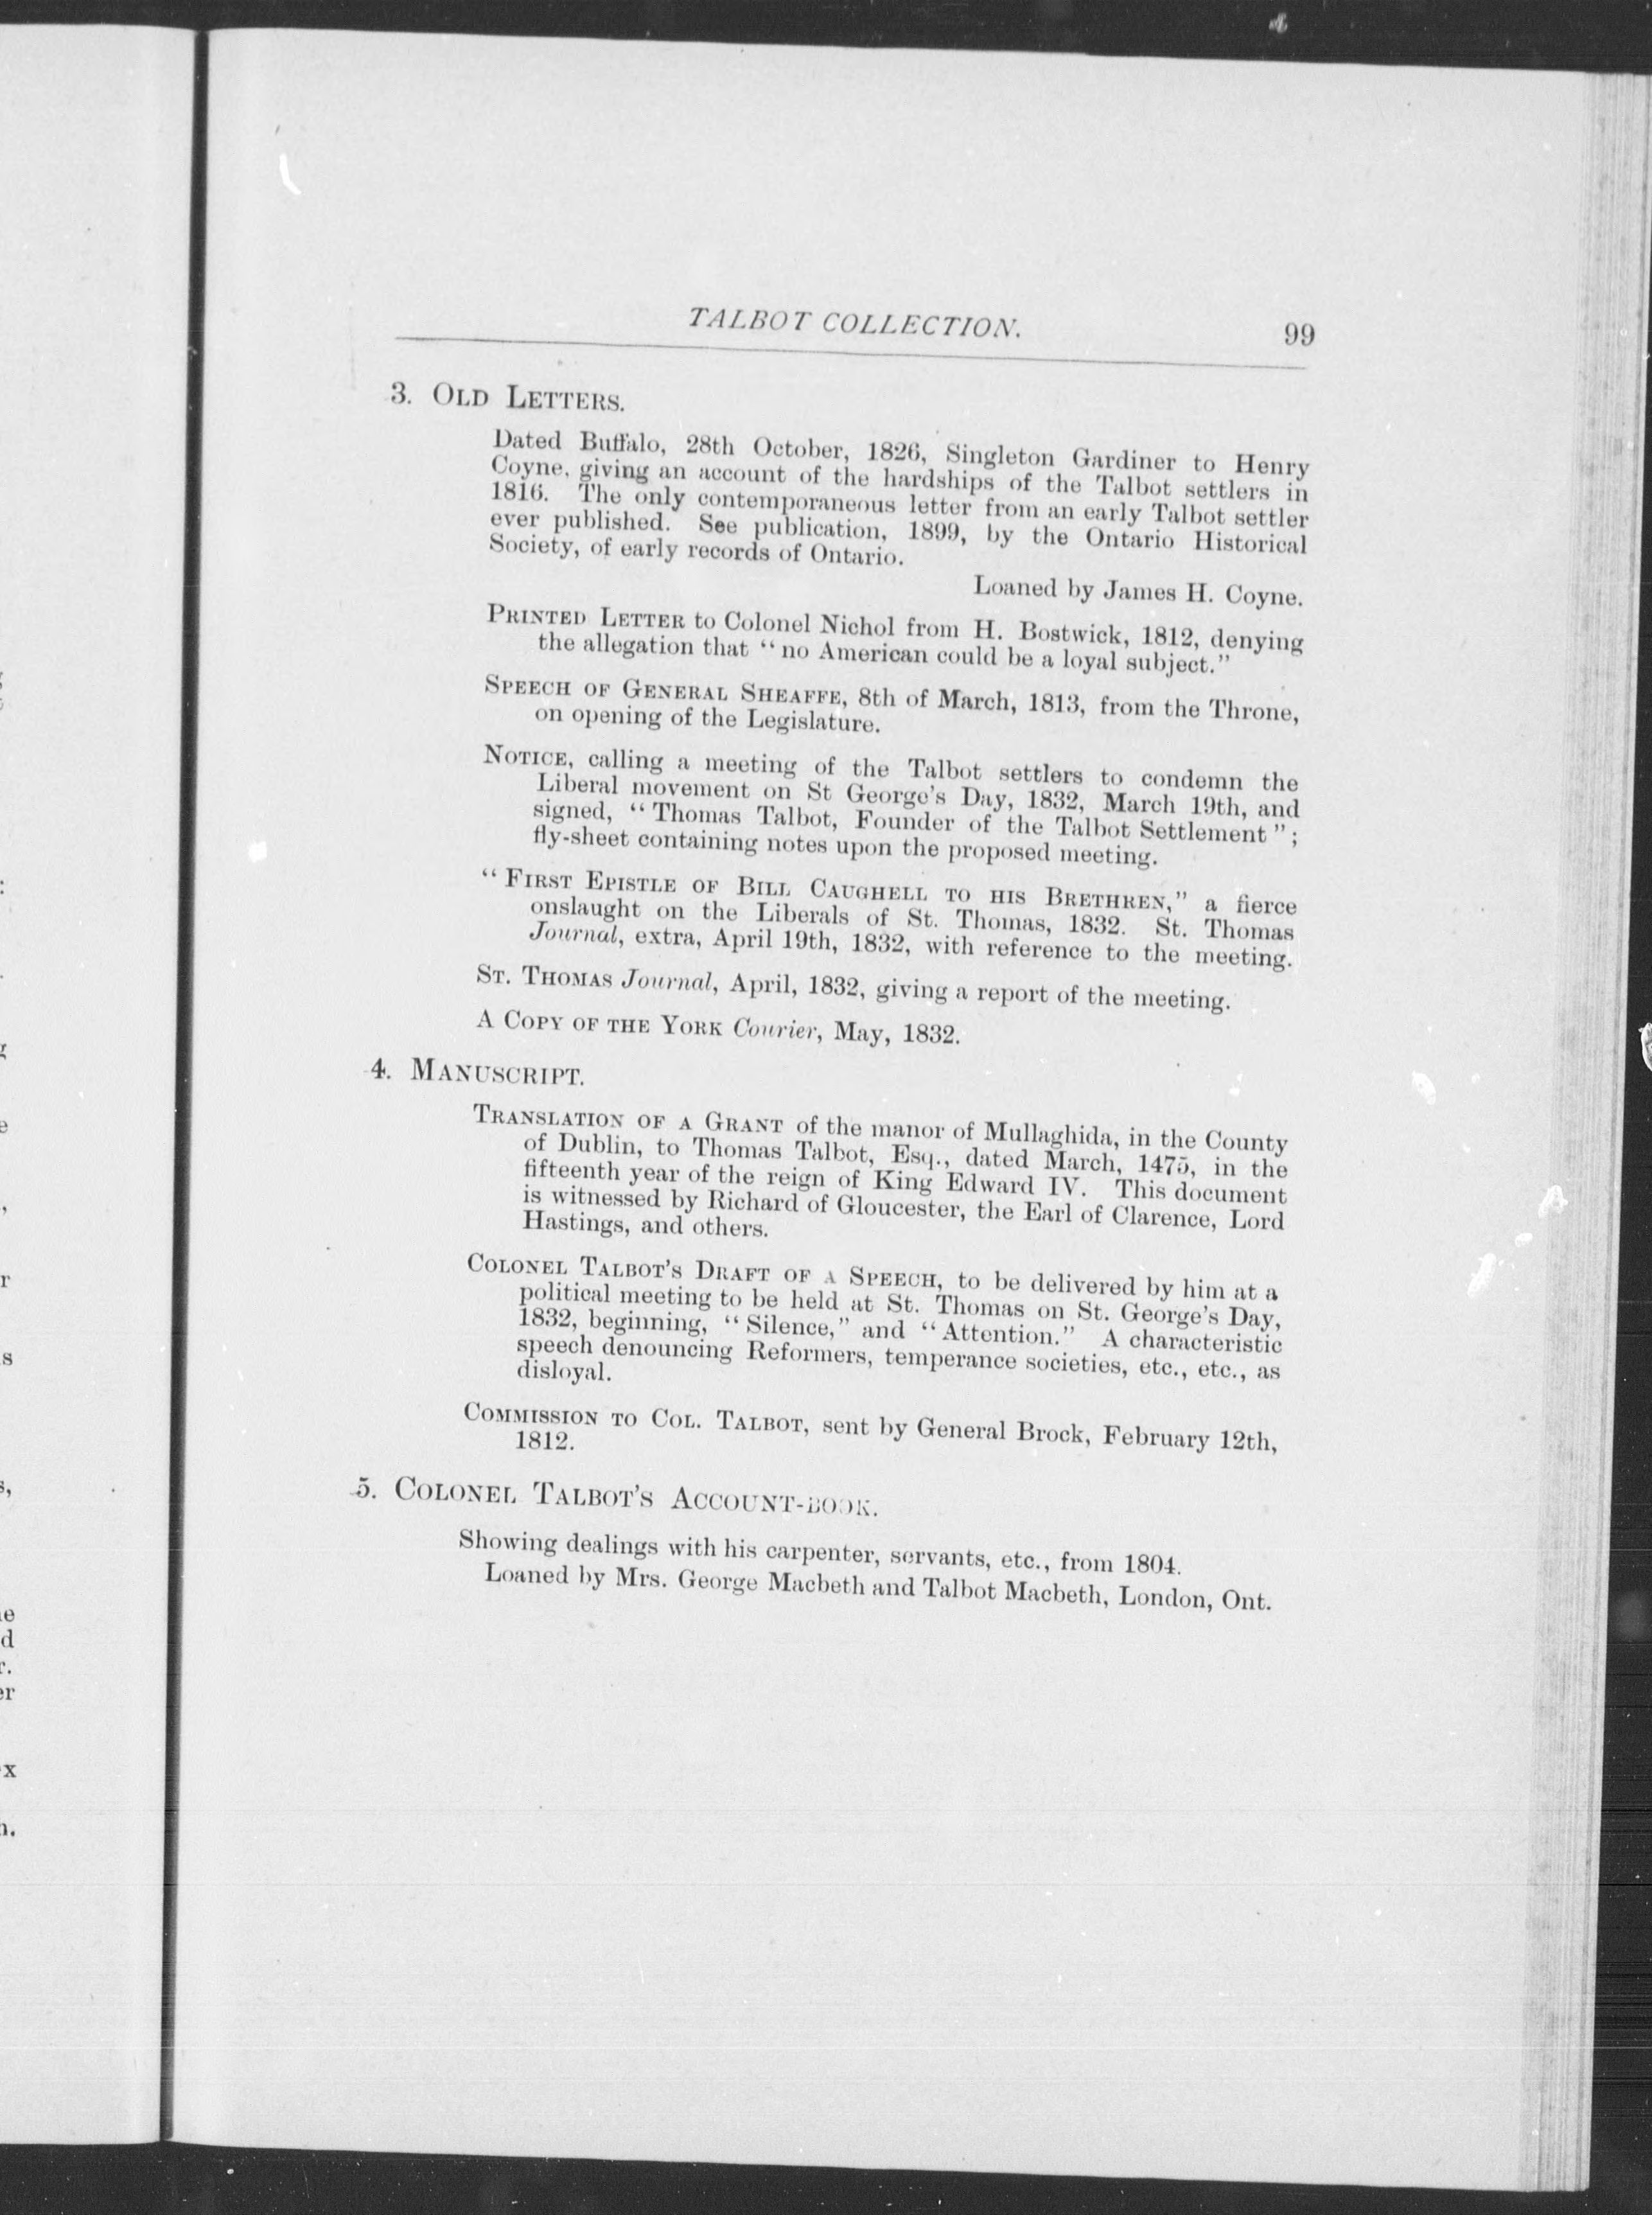 TALBOT COLLECTION. 99
3. OLD LETTERS.
Dated Buffalo, 28th October, 1826, Singleton Gardiner to Henry
Coyne, giving an account of the hardships of the Talbot settlers in
1816. The only contemporaneous letter from an early Talbot settler
ever published. See publication, 1899, by the Ontario Historical
Society, of early records of Ontario.
Loaned by James H. Coyne.
PRINTED LETTER to Colonel Nichol from H. Bostwick, 1812, denying
the allegation that "no American could be a loyal subject."
SPEECH OF GENERAL SHEAFFE, 8th of March, 1813, from the Throne,
on opening of the Legislature.
NOTICE, calling a meeting of the Talbot settlers to condemn the
Liberal movement on St George's Day, 1832, March 19th, and
signed, "Thomas Talbot, Founder of the Talbot Settlement";
fly-sheet containing notes upon the proposed meeting.
"FIRST EPISTLE OF BILL CAUGHELL TO HIS BRETHREN," a fierce
onslaught on the Liberals of St. Thomas, 1832. St. Thomas
Journal, extra, April 19th, 1832, with reference to the meeting.
ST. THOMAS Journal, April, 1832, giving a report of the meeting.
A COPY OF THE YORK Courier, May, 1832.
4. MANUSCRIPT.
TRANSLATION OF A GRANT of the manor of Mullaghida, in the County
of Dublin, to Thomas Talbot, Esq., dated March, 1475, in the
fifteenth year of the reign of King Edward IV. This document
is witnessed by Richard of Gloucester, the Earl of Clarence, Lord
Hastings, and others.
COLONEL TALBOT'S DRAFT OF A SPEECH, to be delivered by him at a
political meeting to be held at St. Thomas on St. George's Day,
1832, beginning, "Silence," and "Attention." A characteristic
speech denouncing Reformers, temperance societies, etc., etc., as
disloyal.
COMMISSION TO COL. TALBOT, sent by General Brock, February 12th,
1812.
5. COLONEL TALBOT'S ACCOUNT-BOOK.
Showing dealings with his carpenter, servants, etc., from 1804.
Loaned by Mrs. George Macbeth and Talbot Macbeth, London, Ont.